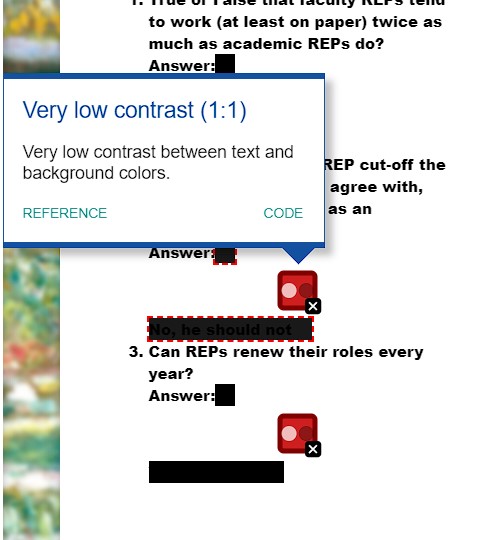 1. True or False that faculty REPs tend
to work (at least on paper) twice as
much as academic REPs do?
Answer:
Very low contrast (1:1)
Very low contrast between text and
background colors.
REFERENCE CODE
REP cut-off the
agree with,
as an
Answer:
No, he should not
3. Can REPs renew their roles every
year?
Answer: